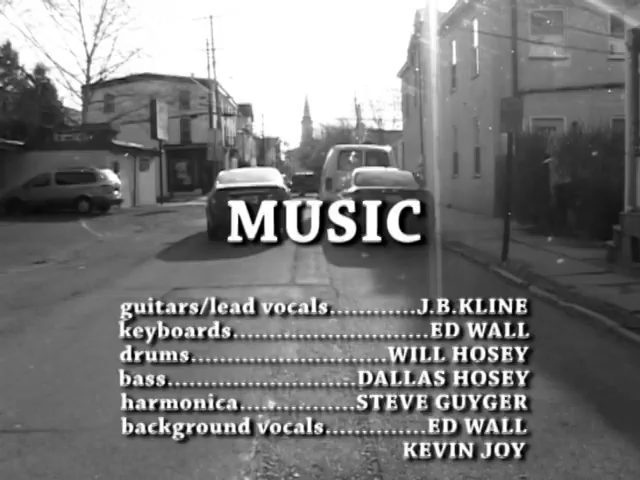 MUSIC
guitars/lead vocals............J.B.KLINE
keyboards............................ED WALL
drums............................WILL HOSEY
bass...........................DALLAS HOSEY
harmonica................STEVE GUYGER
background vocals..............ED WALL
KEVIN JOY